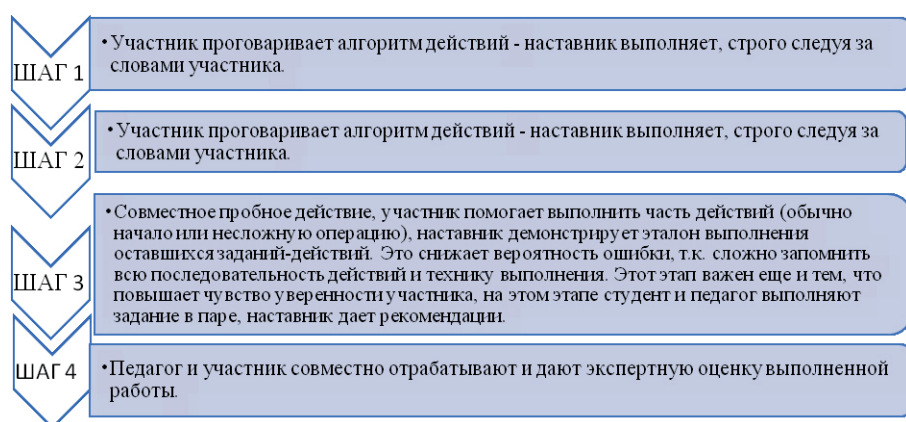 ШАГ 1
• Участник проговаривает алгоритм действий - наставник выполняет, строго следуя за
словами участника.
ШАГ 2
• Участник проговаривает алгоритм действий - наставник выполняет, строго следуя за
словами участника.
ШАГ 3
• Совместное пробное действие, участник помогает выполнить часть действий (обычно
начало или несложную операцию), наставник демонстрирует эталон выполнения
оставшихся заданий-действий. Это снижает вероятность ошибки, т.к. сложно запомнить
всю последовательность действий и технику выполнения. Этот этап важен еще и тем, что
повышает чувство уверенности участника, на этом этапе студент и педагог выполняют
задание в паре, наставник дает рекомендации.
ШАГ 4
• Педагог и участник совместно отрабатывают и дают экспертную оценку выполненной
работы.